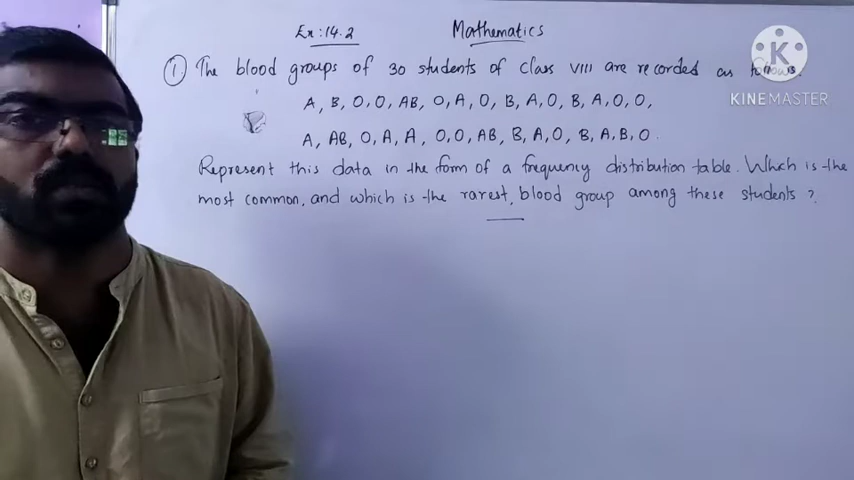 Ex: 14.2 Mathematics
① The blood groups of 30 students of class VIII are recorded as follows.
A, B, O, O, AB, O, A, O, B, A, O, B, A, O, O,
A, AB, O, A, A, O, O, AB, B, A, O, B, A, B, O.
Represent this data in the form of a frequency distribution table. Which is the
most common, and which is the rarest, blood group among these students?
K
KINEMASTER